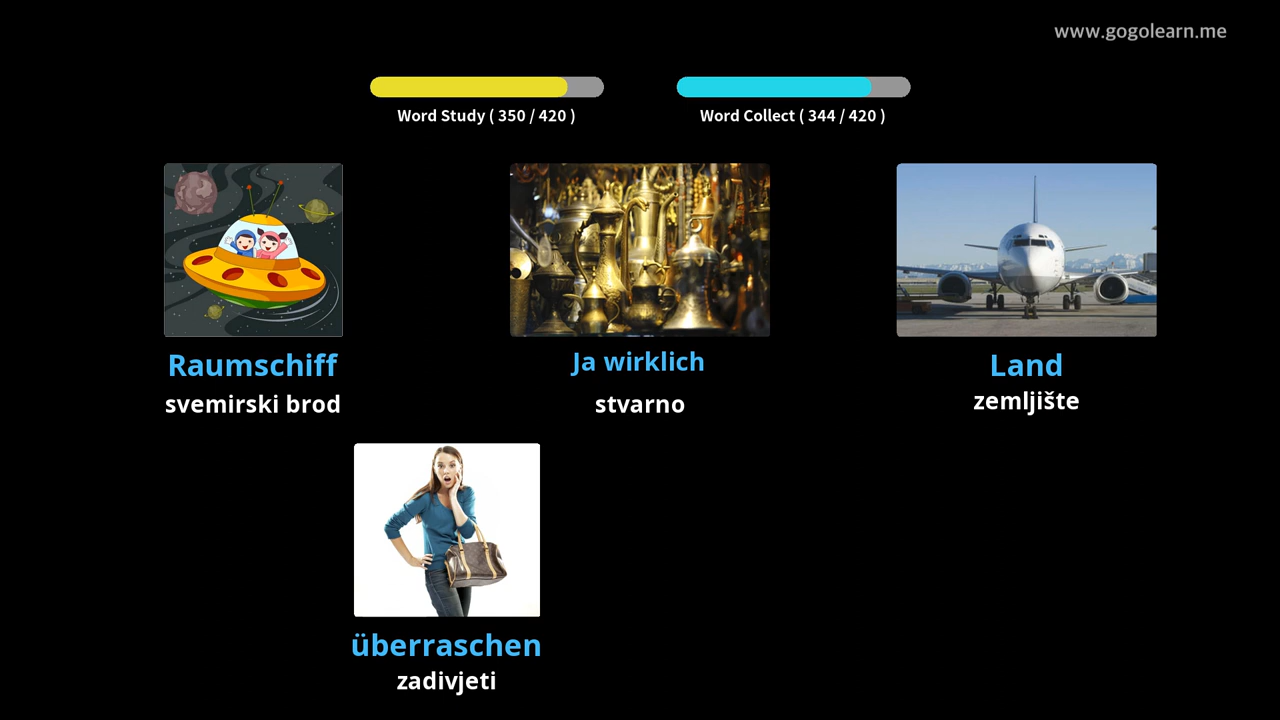 www.gogolearn.me
Word Study ( 350 / 420 )
Word Collect ( 344 / 420 )
Raumschiff
svemirski brod
Ja wirklich
stvarno
Land
zemljište
überraschen
zadivjeti